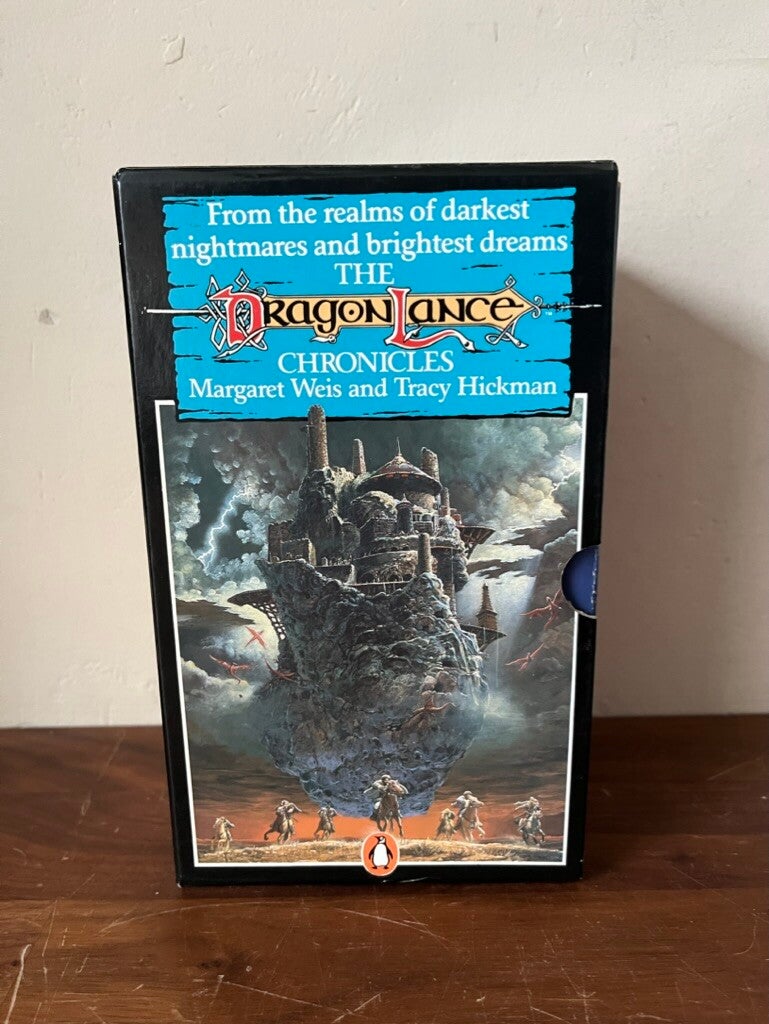 From the realms of darkest
nightmares and brightest dreams
THE
DRAGONLANCE
CHRONICLES
Margaret Weis and Tracy Hickman